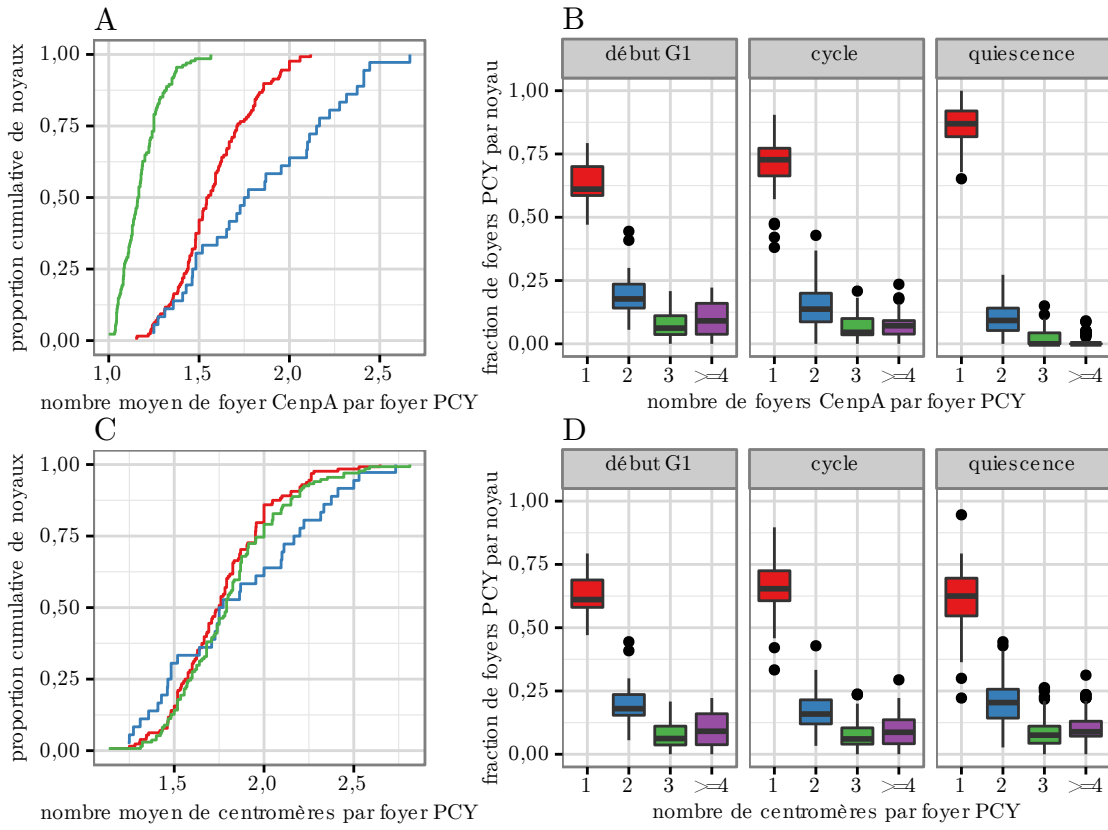 A
proportion cumulative de noyaux
1,00
0,75
0,50
0,25
0,00
1,0 1,5 2,0 2,5
nombre moyen de foyer CenpA par foyer PCY
B
début G1 cycle quiescence
fraction de foyers PCY par noyau
1,00
0,75
0,50
0,25
0,00
1 2 3 >=4 1 2 3 >=4 1 2 3 >=4
nombre de foyers CenpA par foyer PCY
C
proportion cumulative de noyaux
1,00
0,75
0,50
0,25
0,00
1,5 2,0 2,5
nombre moyen de centromères par foyer PCY
D
début G1 cycle quiescence
fraction de foyers PCY par noyau
1,00
0,75
0,50
0,25
0,00
1 2 3 >=4 1 2 3 >=4 1 2 3 >=4
nombre de centromères par foyer PCY